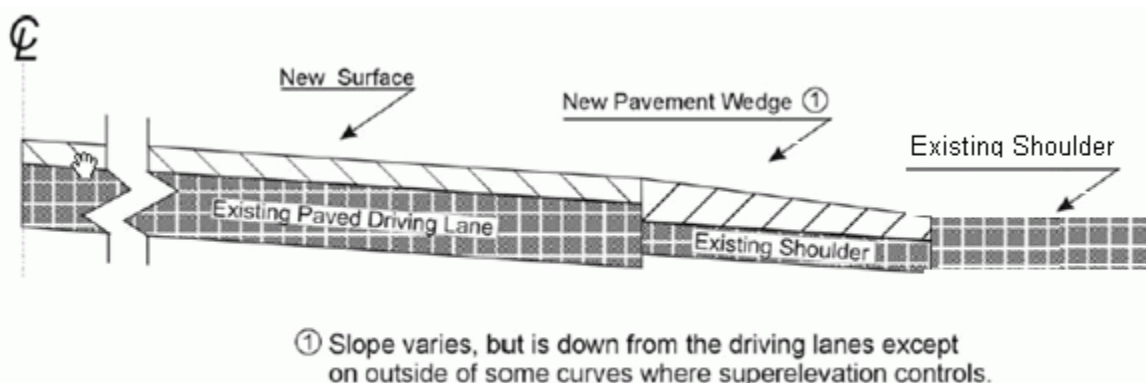 ℄
New Surface
New Pavement Wedge ①
Existing Shoulder
Existing Paved Driving Lane
Existing Shoulder
① Slope varies, but is down from the driving lanes except
on outside of some curves where superelevation controls.